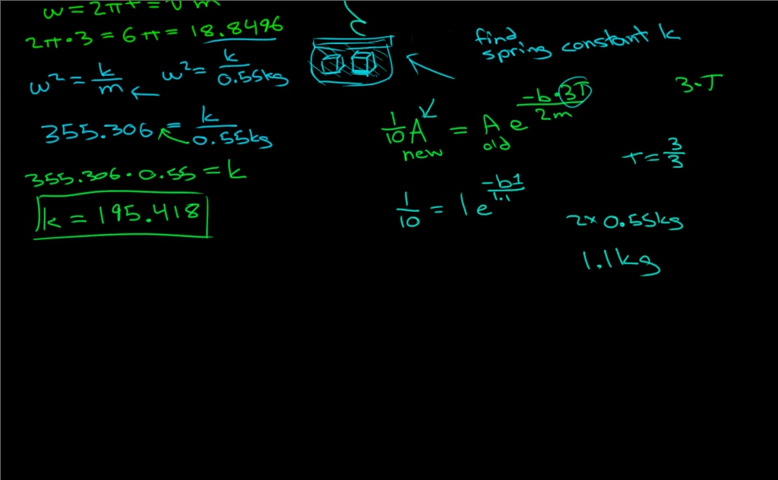 2π·3 = 6π = 18.8496
ω² = k/m
ω² = k/0.55kg
355.306 = k/0.55kg
355.306·0.55 = k
k = 195.418
find
spring constant k
1/10 A = A e^(-b·3T/2m)
new old
3·T
T = 3/3
1/10 = 1 e^(-b1/1.1)
2×0.55kg
1.1kg